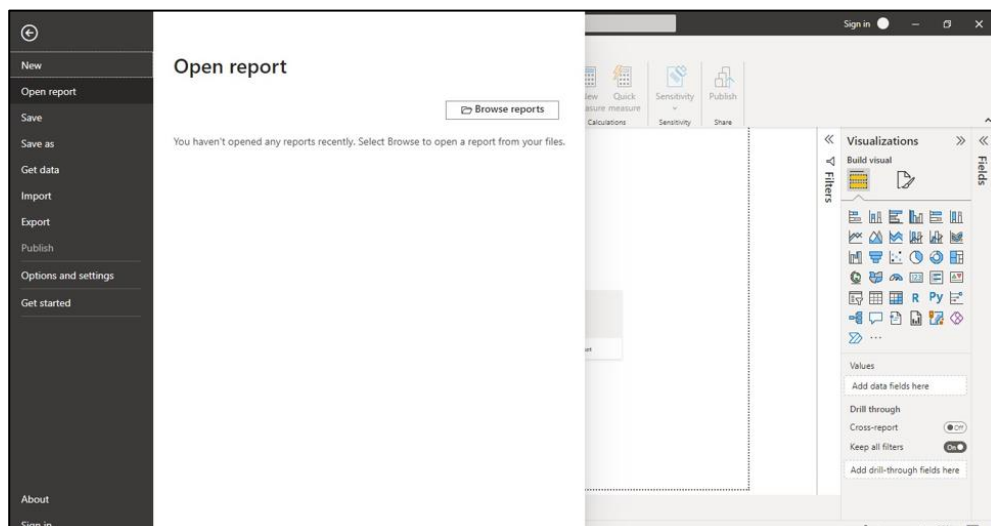 Sign in
New
Open report
Save
Save as
Get data
Import
Export
Publish
Options and settings
Get started
About
Sign in
Open report
Browse reports
You haven't opened any reports recently. Select Browse to open a report from your files.
Quick
measure
Calculations
Sensitivity
Sensitivity
Publish
Share
Filters
Visualizations
Build visual
R Py
Values
Add data fields here
Drill through
Cross-report
Off
Keep all filters
On
Add drill-through fields here
Fields